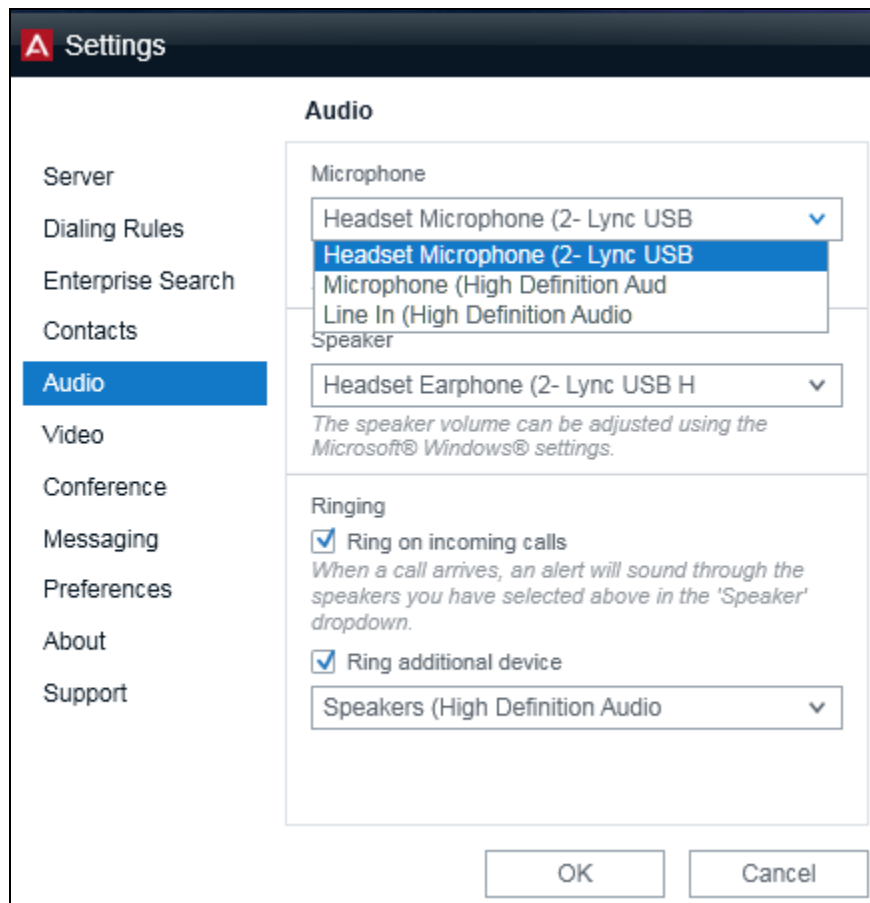 Settings
Audio
Server
Dialing Rules
Enterprise Search
Contacts
Audio
Video
Conference
Messaging
Preferences
About
Support
Microphone
Headset Microphone (2- Lync USB
Headset Microphone (2- Lync USB
Microphone (High Definition Aud
Line In (High Definition Audio
Speaker
Headset Earphone (2- Lync USB H
The speaker volume can be adjusted using the
Microsoft® Windows® settings.
Ringing
Ring on incoming calls
When a call arrives, an alert will sound through the
speakers you have selected above in the 'Speaker'
dropdown.
Ring additional device
Speakers (High Definition Audio
OK
Cancel